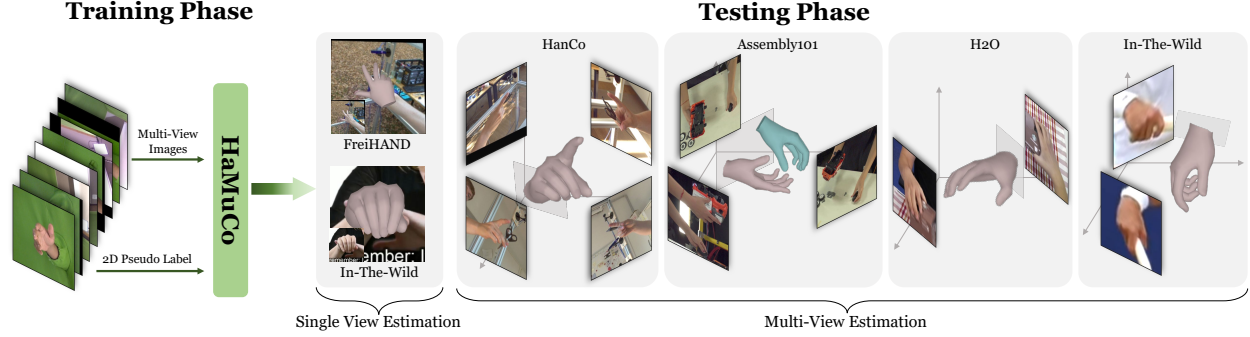 Training Phase
Testing Phase
Multi-View
Images
2D Pseudo Label
HaMuCo
FreiHAND
In-The-Wild
Single View Estimation
HanCo
Assembly101
H2O
In-The-Wild
Multi-View Estimation